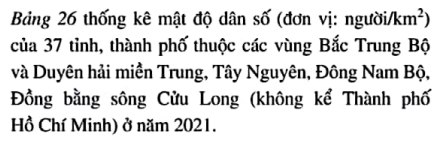 Bảng 26 thống kê mật độ dân số (đơn vị: người/km²)
của 37 tỉnh, thành phố thuộc các vùng Bắc Trung Bộ
và Duyên hải miền Trung, Tây Nguyên, Đông Nam Bộ,
Đồng bằng sông Cửu Long (không kể Thành phố
Hồ Chí Minh) ở năm 2021.